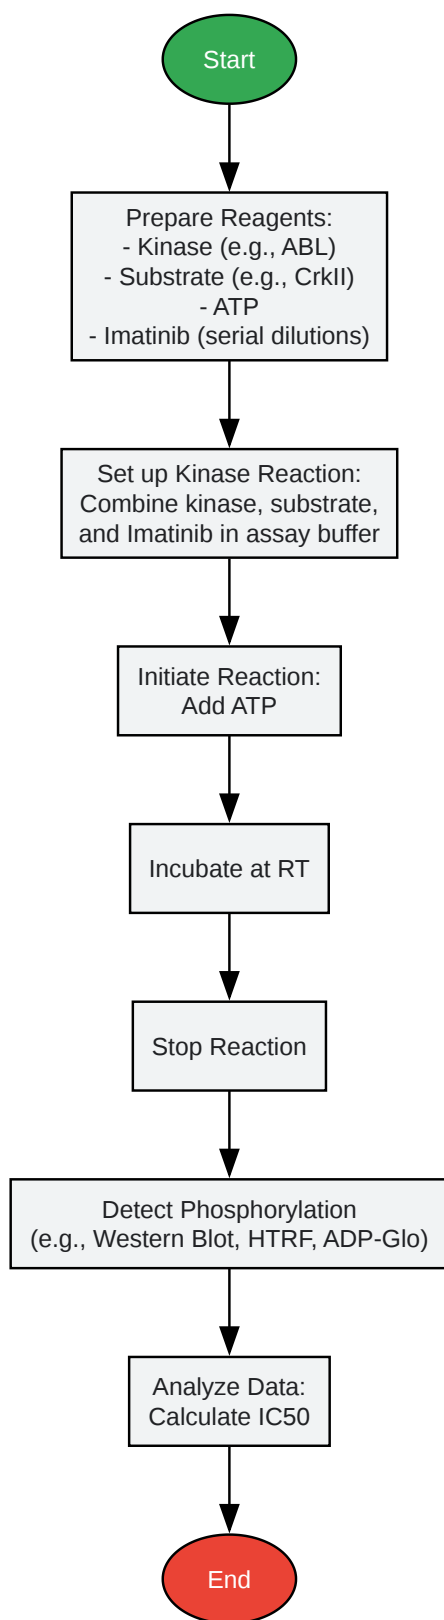 Start
Prepare Reagents:
- Kinase (e.g., ABL)
- Substrate (e.g., CrkII)
- ATP
- Imatinib (serial dilutions)
Set up Kinase Reaction:
Combine kinase, substrate,
and Imatinib in assay buffer
Initiate Reaction:
Add ATP
Incubate at RT
Stop Reaction
Detect Phosphorylation
(e.g., Western Blot, HTRF, ADP-Glo)
Analyze Data:
Calculate IC50
End